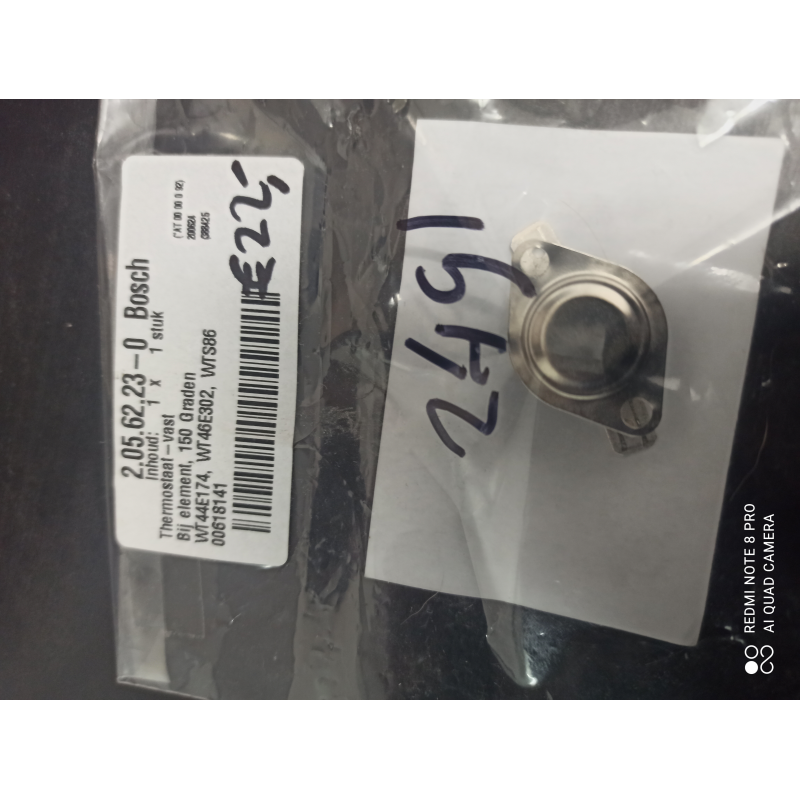 2.05.62.23-0 Bosch
Inhoud: 1 x 1 stuk
Thermostaat-vast
Bij element, 150 Graden
WT44E174, WT46E302, WTS86
00618141
200624
€22,-
2491
REDMI NOTE 8 PRO
AI QUAD CAMERA